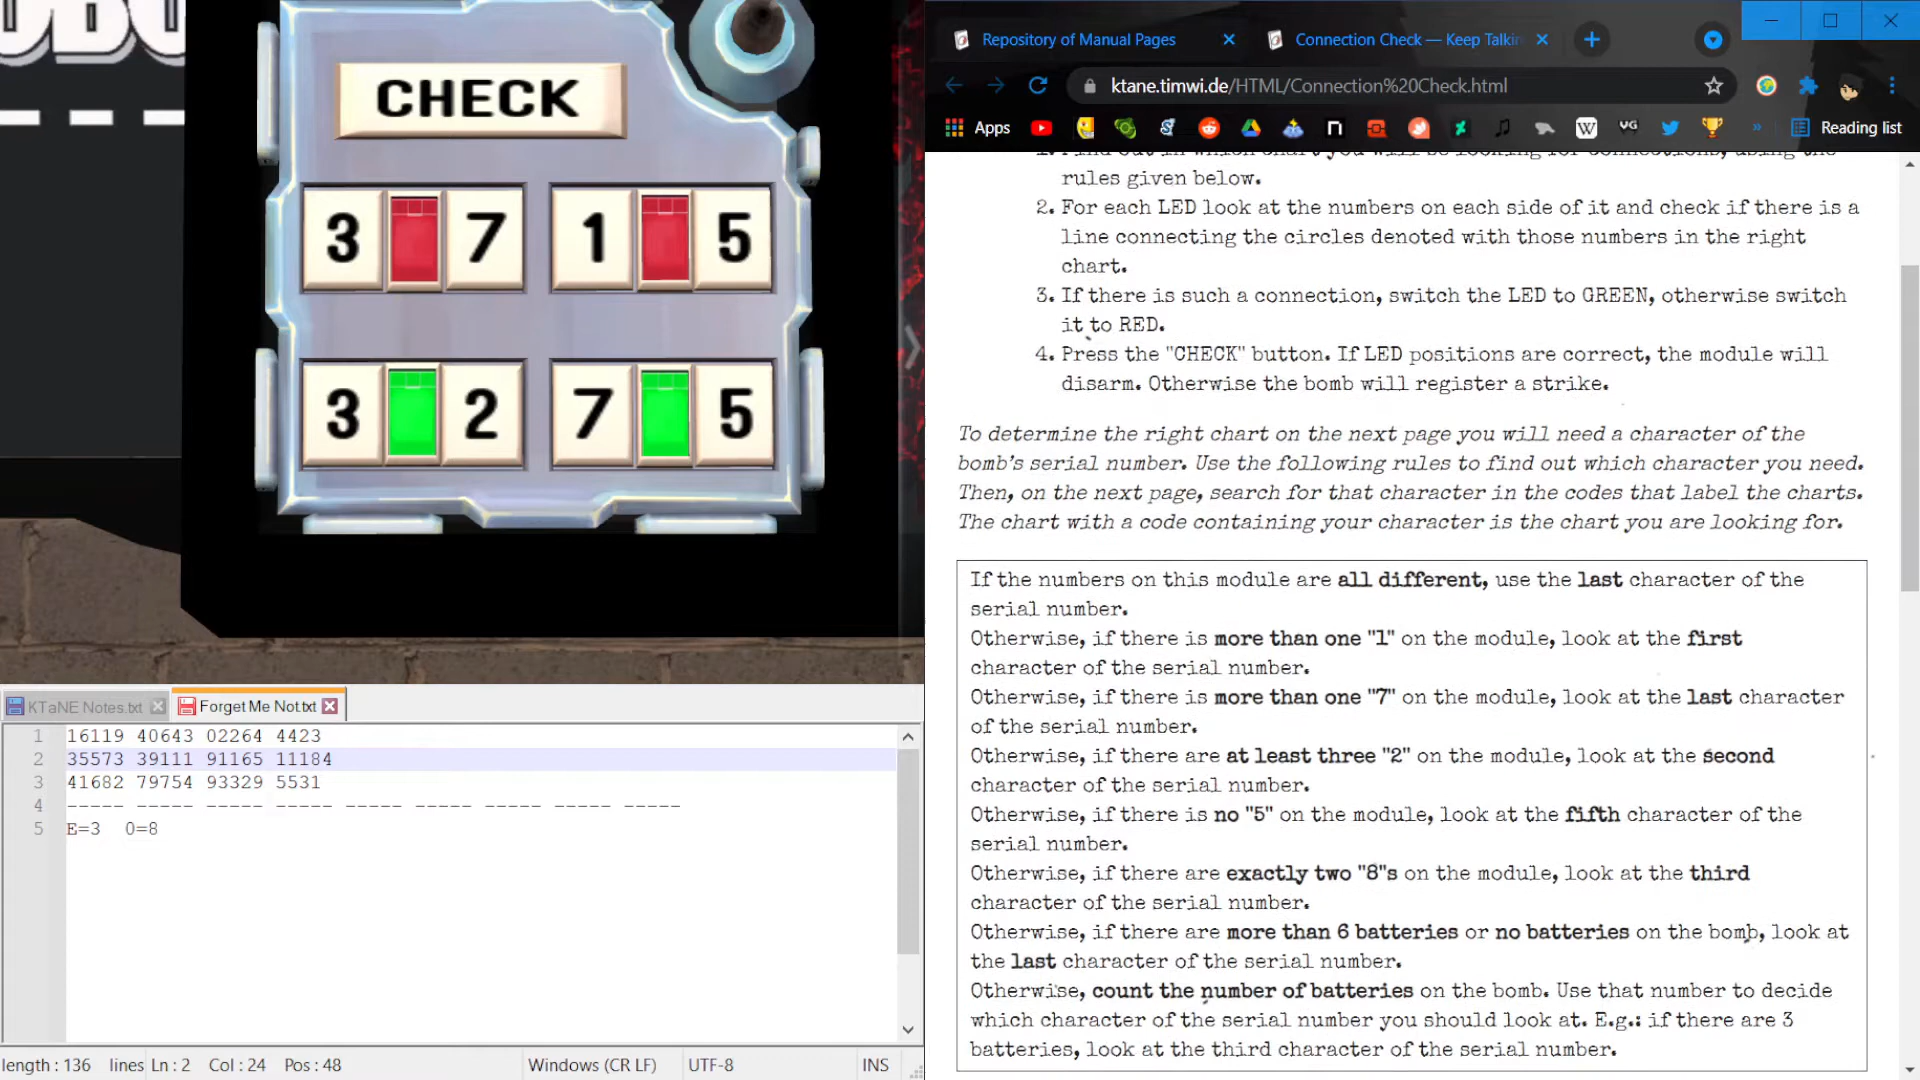 CHECK
3 7 1 5
3 2 7 5
Repository of Manual Pages
Connection Check — Keep Talkin
ktane.timwi.de/HTML/Connection%20Check.html
Apps
Reading list
rules given below.
2. For each LED look at the numbers on each side of it and check if there is a
line connecting the circles denoted with those numbers in the right
chart.
3. If there is such a connection, switch the LED to GREEN, otherwise switch
it to RED.
4. Press the "CHECK" button. If LED positions are correct, the module will
disarm. Otherwise the bomb will register a strike.
To determine the right chart on the next page you will need a character of the
bomb's serial number. Use the following rules to find out which character you need.
Then, on the next page, search for that character in the codes that label the charts.
The chart with a code containing your character is the chart you are looking for.
If the numbers on this module are all different, use the last character of the
serial number.
Otherwise, if there is more than one "1" on the module, look at the first
character of the serial number.
Otherwise, if there is more than one "7" on the module, look at the last character
of the serial number.
Otherwise, if there are at least three "2" on the module, look at the second
character of the serial number.
Otherwise, if there is no "5" on the module, look at the fifth character of the
serial number.
Otherwise, if there are exactly two "8"s on the module, look at the third
character of the serial number.
Otherwise, if there are more than 6 batteries or no batteries on the bomb, look at
the last character of the serial number.
Otherwise, count the number of batteries on the bomb. Use that number to decide
which character of the serial number you should look at. E.g.: if there are 3
batteries, look at the third character of the serial number.
KTaNE Notes.txt
Forget Me Not.txt
1 16119 40643 02264 4423
2 35573 39111 91165 11184
3 41682 79754 93329 5531
4 ----- ----- ----- ----- ----- ----- ----- ----- -----
5 E=3  O=8
length : 136 lines Ln : 2 Col : 24 Pos : 48 Windows (CR LF) UTF-8 INS